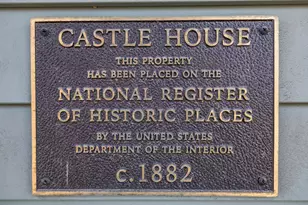 CASTLE HOUSE
THIS PROPERTY
HAS BEEN PLACED ON THE
NATIONAL REGISTER
OF HISTORIC PLACES
BY THE UNITED STATES
DEPARTMENT OF THE INTERIOR
c.1882